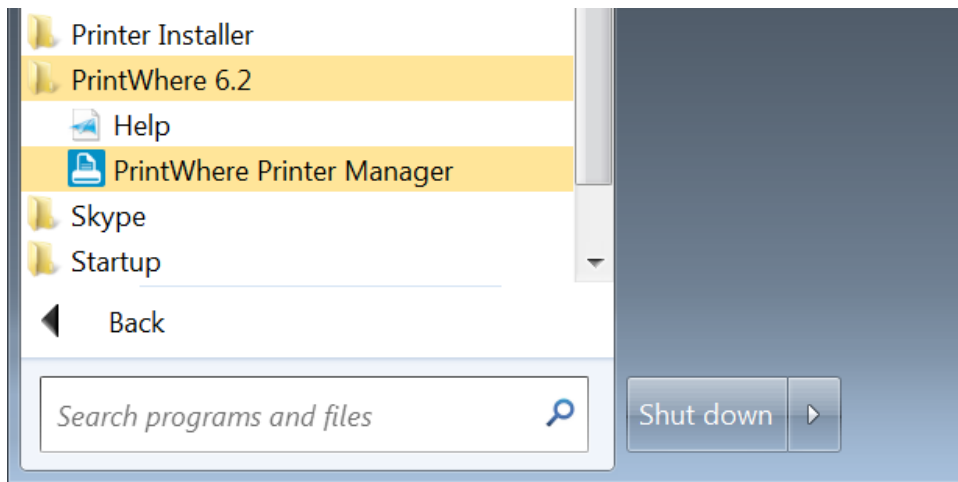 Printer Installer
PrintWhere 6.2
Help
PrintWhere Printer Manager
Skype
Startup
Back
Search programs and files
Shut down